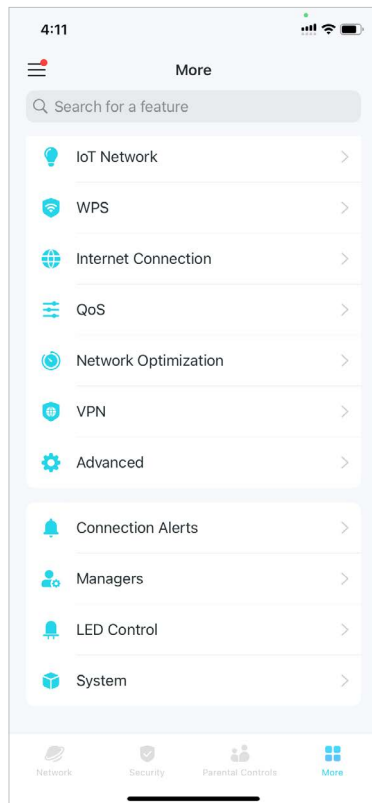 4:11
More
Search for a feature
IoT Network
WPS
Internet Connection
QoS
Network Optimization
VPN
Advanced
Connection Alerts
Managers
LED Control
System
Network Security Parental Controls More